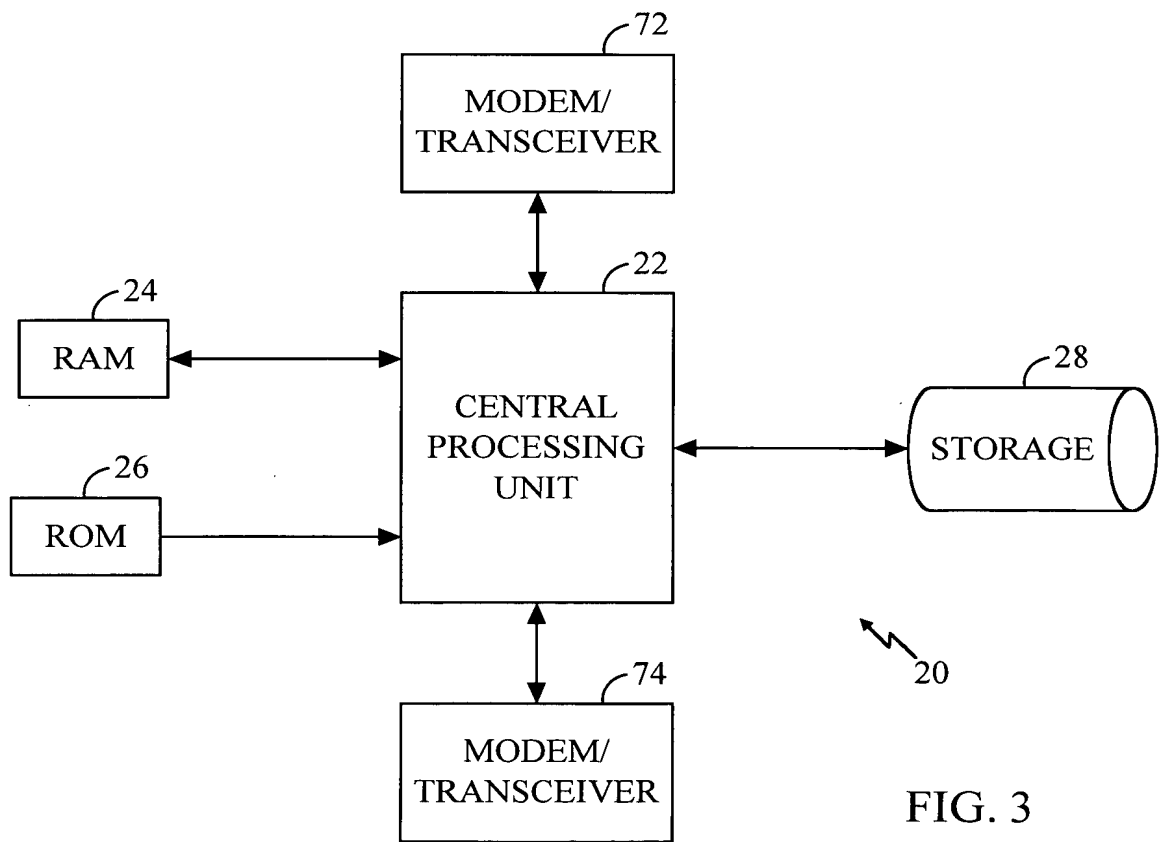 72
MODEM/
TRANSCEIVER
22
24
RAM
CENTRAL
PROCESSING
UNIT
28
STORAGE
26
ROM
20
74
MODEM/
TRANSCEIVER
FIG. 3